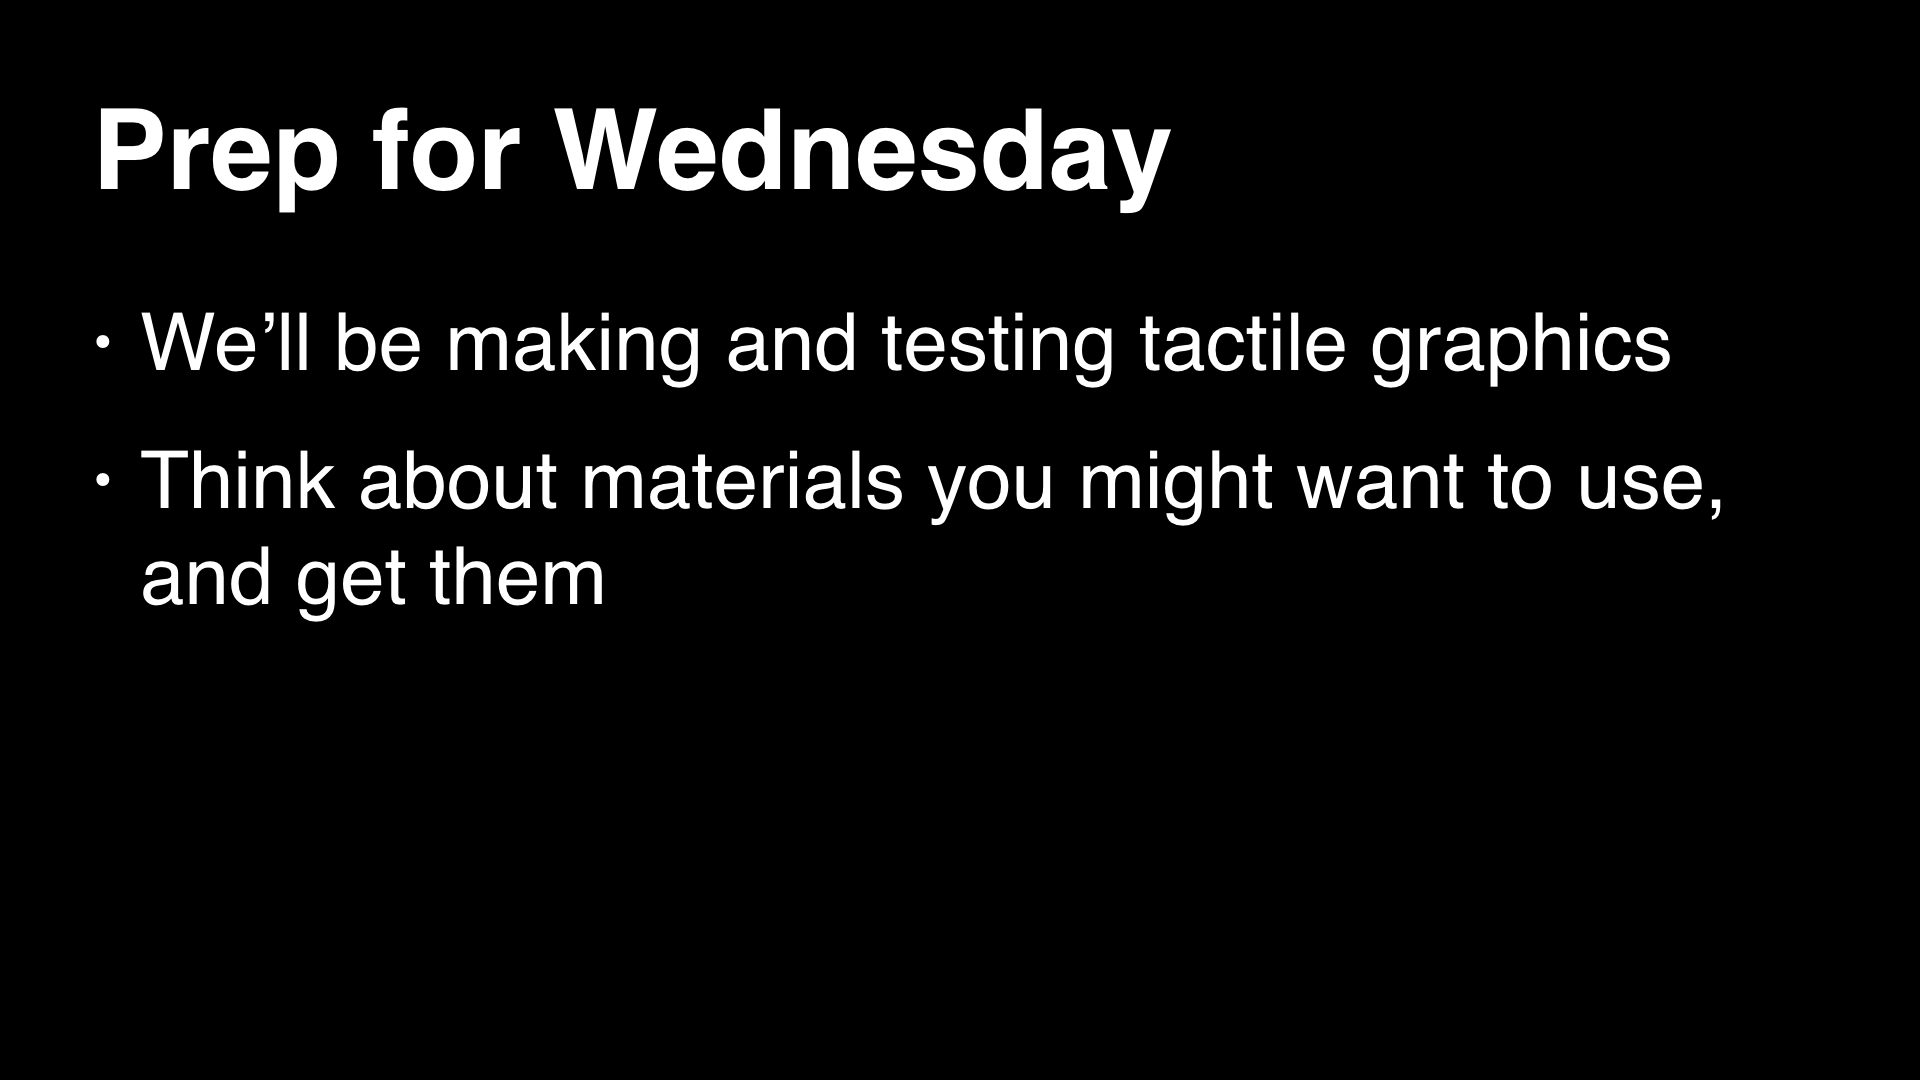 Prep for Wednesday
• We’ll be making and testing tactile graphics
• Think about materials you might want to use,
and get them